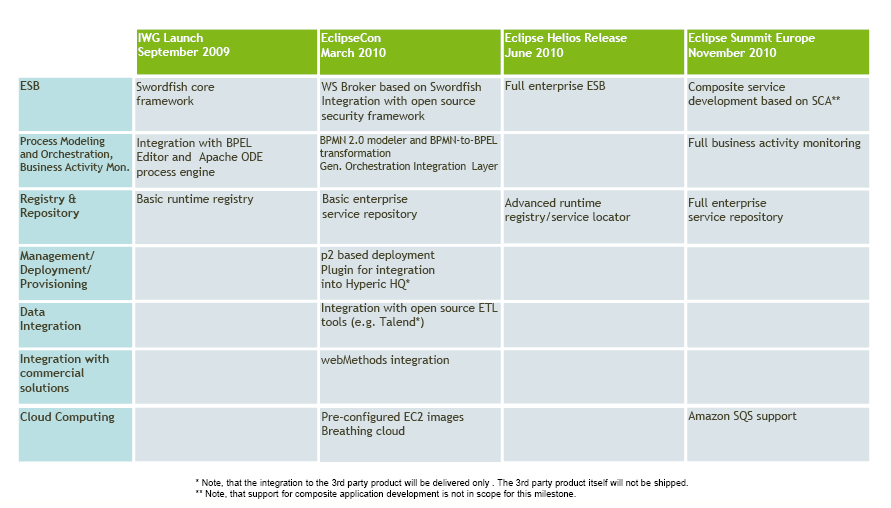 IWG Launch
September 2009
EclipseCon
March 2010
Eclipse Helios Release
June 2010
Eclipse Summit Europe
November 2010
ESB
Swordfish core
framework
WS Broker based on Swordfish
Integration with open source
security framework
Full enterprise ESB
Composite service
development based on SCA**
Process Modeling
and Orchestration,
Business Activity Mon.
Integration with BPEL
Editor and Apache ODE
process engine
BPMN 2.0 modeler and BPMN-to-BPEL
transformation
Gen. Orchestration Integration Layer
Full business activity monitoring
Registry &
Repository
Basic runtime registry
Basic enterprise
service repository
Advanced runtime
registry/service locator
Full enterprise
service repository
Management/
Deployment/
Provisioning
p2 based deployment
Plugin for integration
into Hyperic HQ*
Data
Integration
Integration with open source ETL
tools (e.g. Talend*)
Integration with
commercial
solutions
webMethods integration
Cloud Computing
Pre-configured EC2 images
Breathing cloud
Amazon SQS support
* Note, that the integration to the 3rd party product will be delivered only . The 3rd party product itself will not be shipped.
** Note, that support for composite application development is not in scope for this milestone.